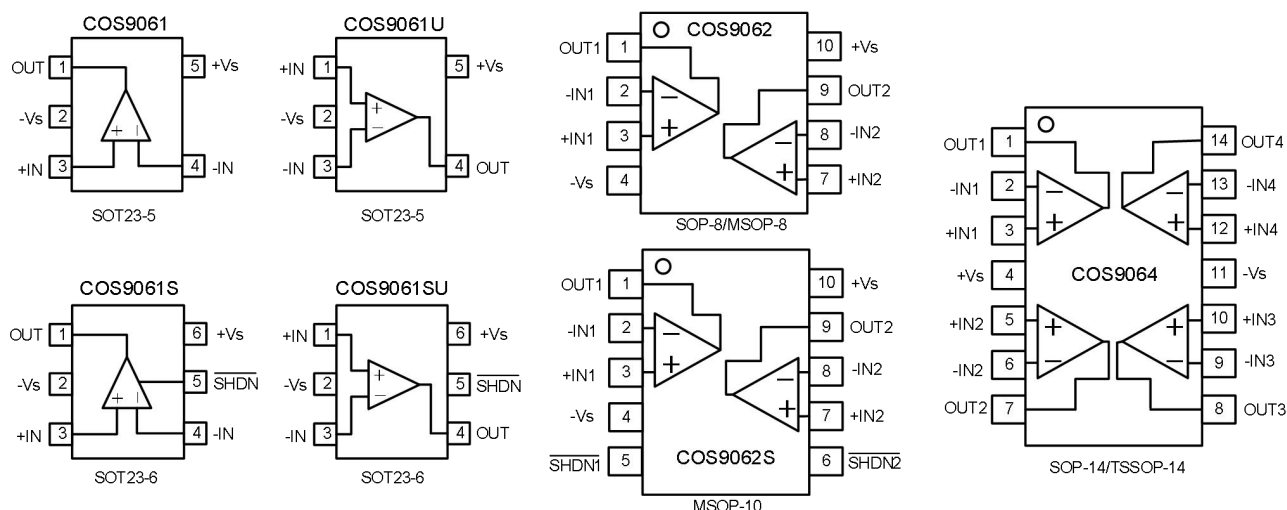 COS9061
OUT 1 5 +Vs
-Vs 2
+ −
+IN 3 4 -IN
SOT23-5
COS9061U
+IN 1 5 +Vs
+
-Vs 2
−
-IN 3 4 OUT
SOT23-5
COS9062
OUT1 1 10 +Vs
-IN1 2 − 9 OUT2
+IN1 3 + − 8 -IN2
-Vs 4 + 7 +IN2
SOP-8/MSOP-8
COS9061S
OUT 1 6 +Vs
-Vs 2 5 SHDN
+ −
+IN 3 4 -IN
SOT23-6
COS9061SU
+IN 1 6 +Vs
+
-Vs 2 5 SHDN
−
-IN 3 4 OUT
SOT23-6
OUT1 1 10 +Vs
-IN1 2 − 9 OUT2
+IN1 3 + − 8 -IN2
-Vs 4 + 7 +IN2
SHDN1 5 COS9062S 6 SHDN2
MSOP-10
OUT1 1 14 OUT4
-IN1 2 − − 13 -IN4
+IN1 3 + + 12 +IN4
+Vs 4 COS9064 11 -Vs
+IN2 5 + + 10 +IN3
-IN2 6 − − 9 -IN3
OUT2 7 8 OUT3
SOP-14/TSSOP-14